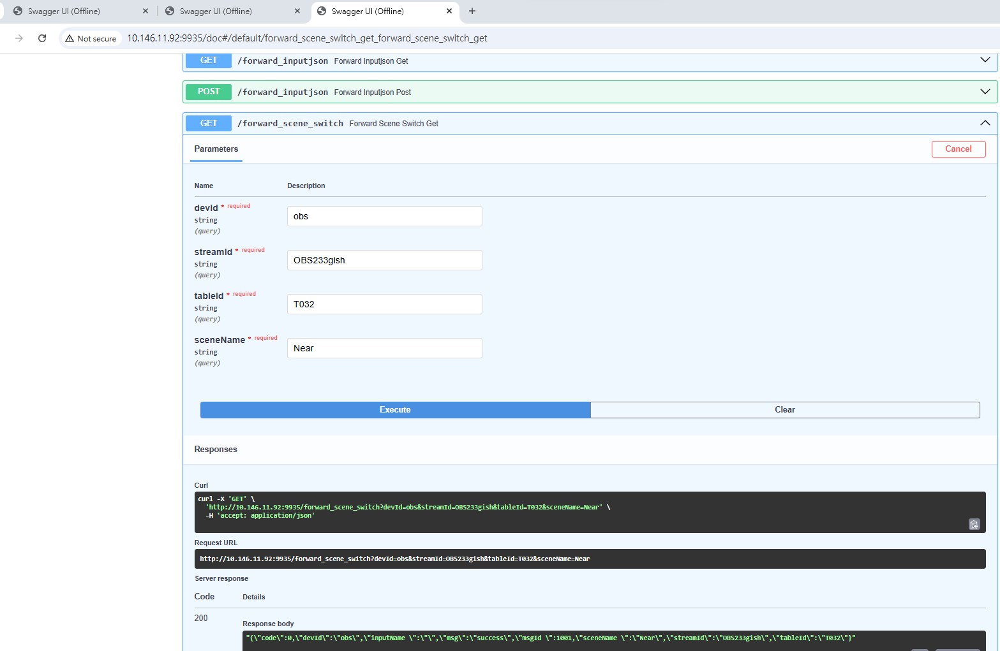 Swagger UI (Offline)
Swagger UI (Offline)
Swagger UI (Offline)
Not secure
10.146.11.92:9935/doc#/default/forward_scene_switch_get_forward_scene_switch_get
GET /forward_inputjson Forward Inputjson Get
POST /forward_inputjson Forward Inputjson Post
GET /forward_scene_switch Forward Scene Switch Get
Parameters
Cancel
Name Description
devId * required
string
(query)
obs
streamId * required
string
(query)
OBS233gish
tableId * required
string
(query)
T032
sceneName * required
string
(query)
Near
Execute
Clear
Responses
Curl
curl -X 'GET' \
'http://10.146.11.92:9935/forward_scene_switch?devId=obs&streamId=OBS233gish&tableId=T032&sceneName=Near' \
-H 'accept: application/json'
Request URL
http://10.146.11.92:9935/forward_scene_switch?devId=obs&streamId=OBS233gish&tableId=T032&sceneName=Near
Server response
Code Details
200
Response body
"{\"code\":0,\"devId\":\"obs\",\"inputName \":\"\",\"msg\":\"success\",\"msgId \":1001,\"sceneName \":\"Near\",\"streamId\":\"OBS233gish\",\"tableId\":\"T032\"}"